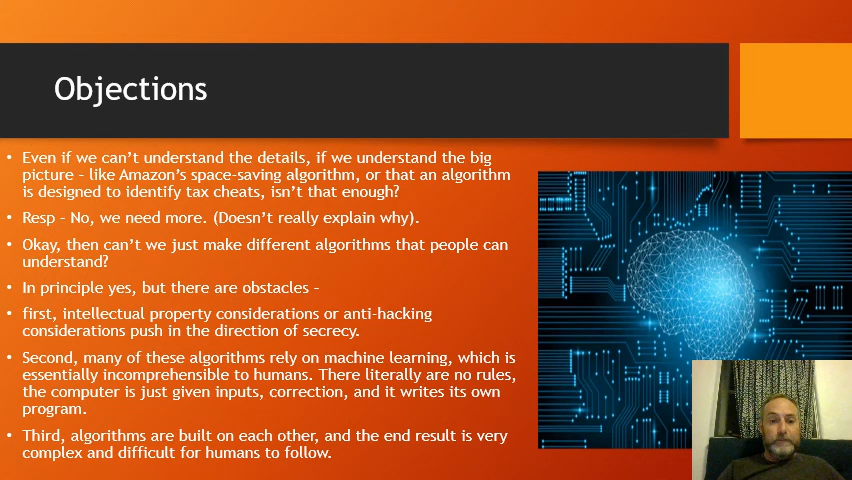 Objections
• Even if we can't understand the details, if we understand the big
picture – like Amazon's space-saving algorithm, or that an algorithm
is designed to identify tax cheats, isn't that enough?
• Resp – No, we need more. (Doesn't really explain why).
• Okay, then can't we just make different algorithms that people can
understand?
• In principle yes, but there are obstacles –
• first, intellectual property considerations or anti-hacking
considerations push in the direction of secrecy.
• Second, many of these algorithms rely on machine learning, which is
essentially incomprehensible to humans. There literally are no rules,
the computer is just given inputs, correction, and it writes its own
program.
• Third, algorithms are built on each other, and the end result is very
complex and difficult for humans to follow.